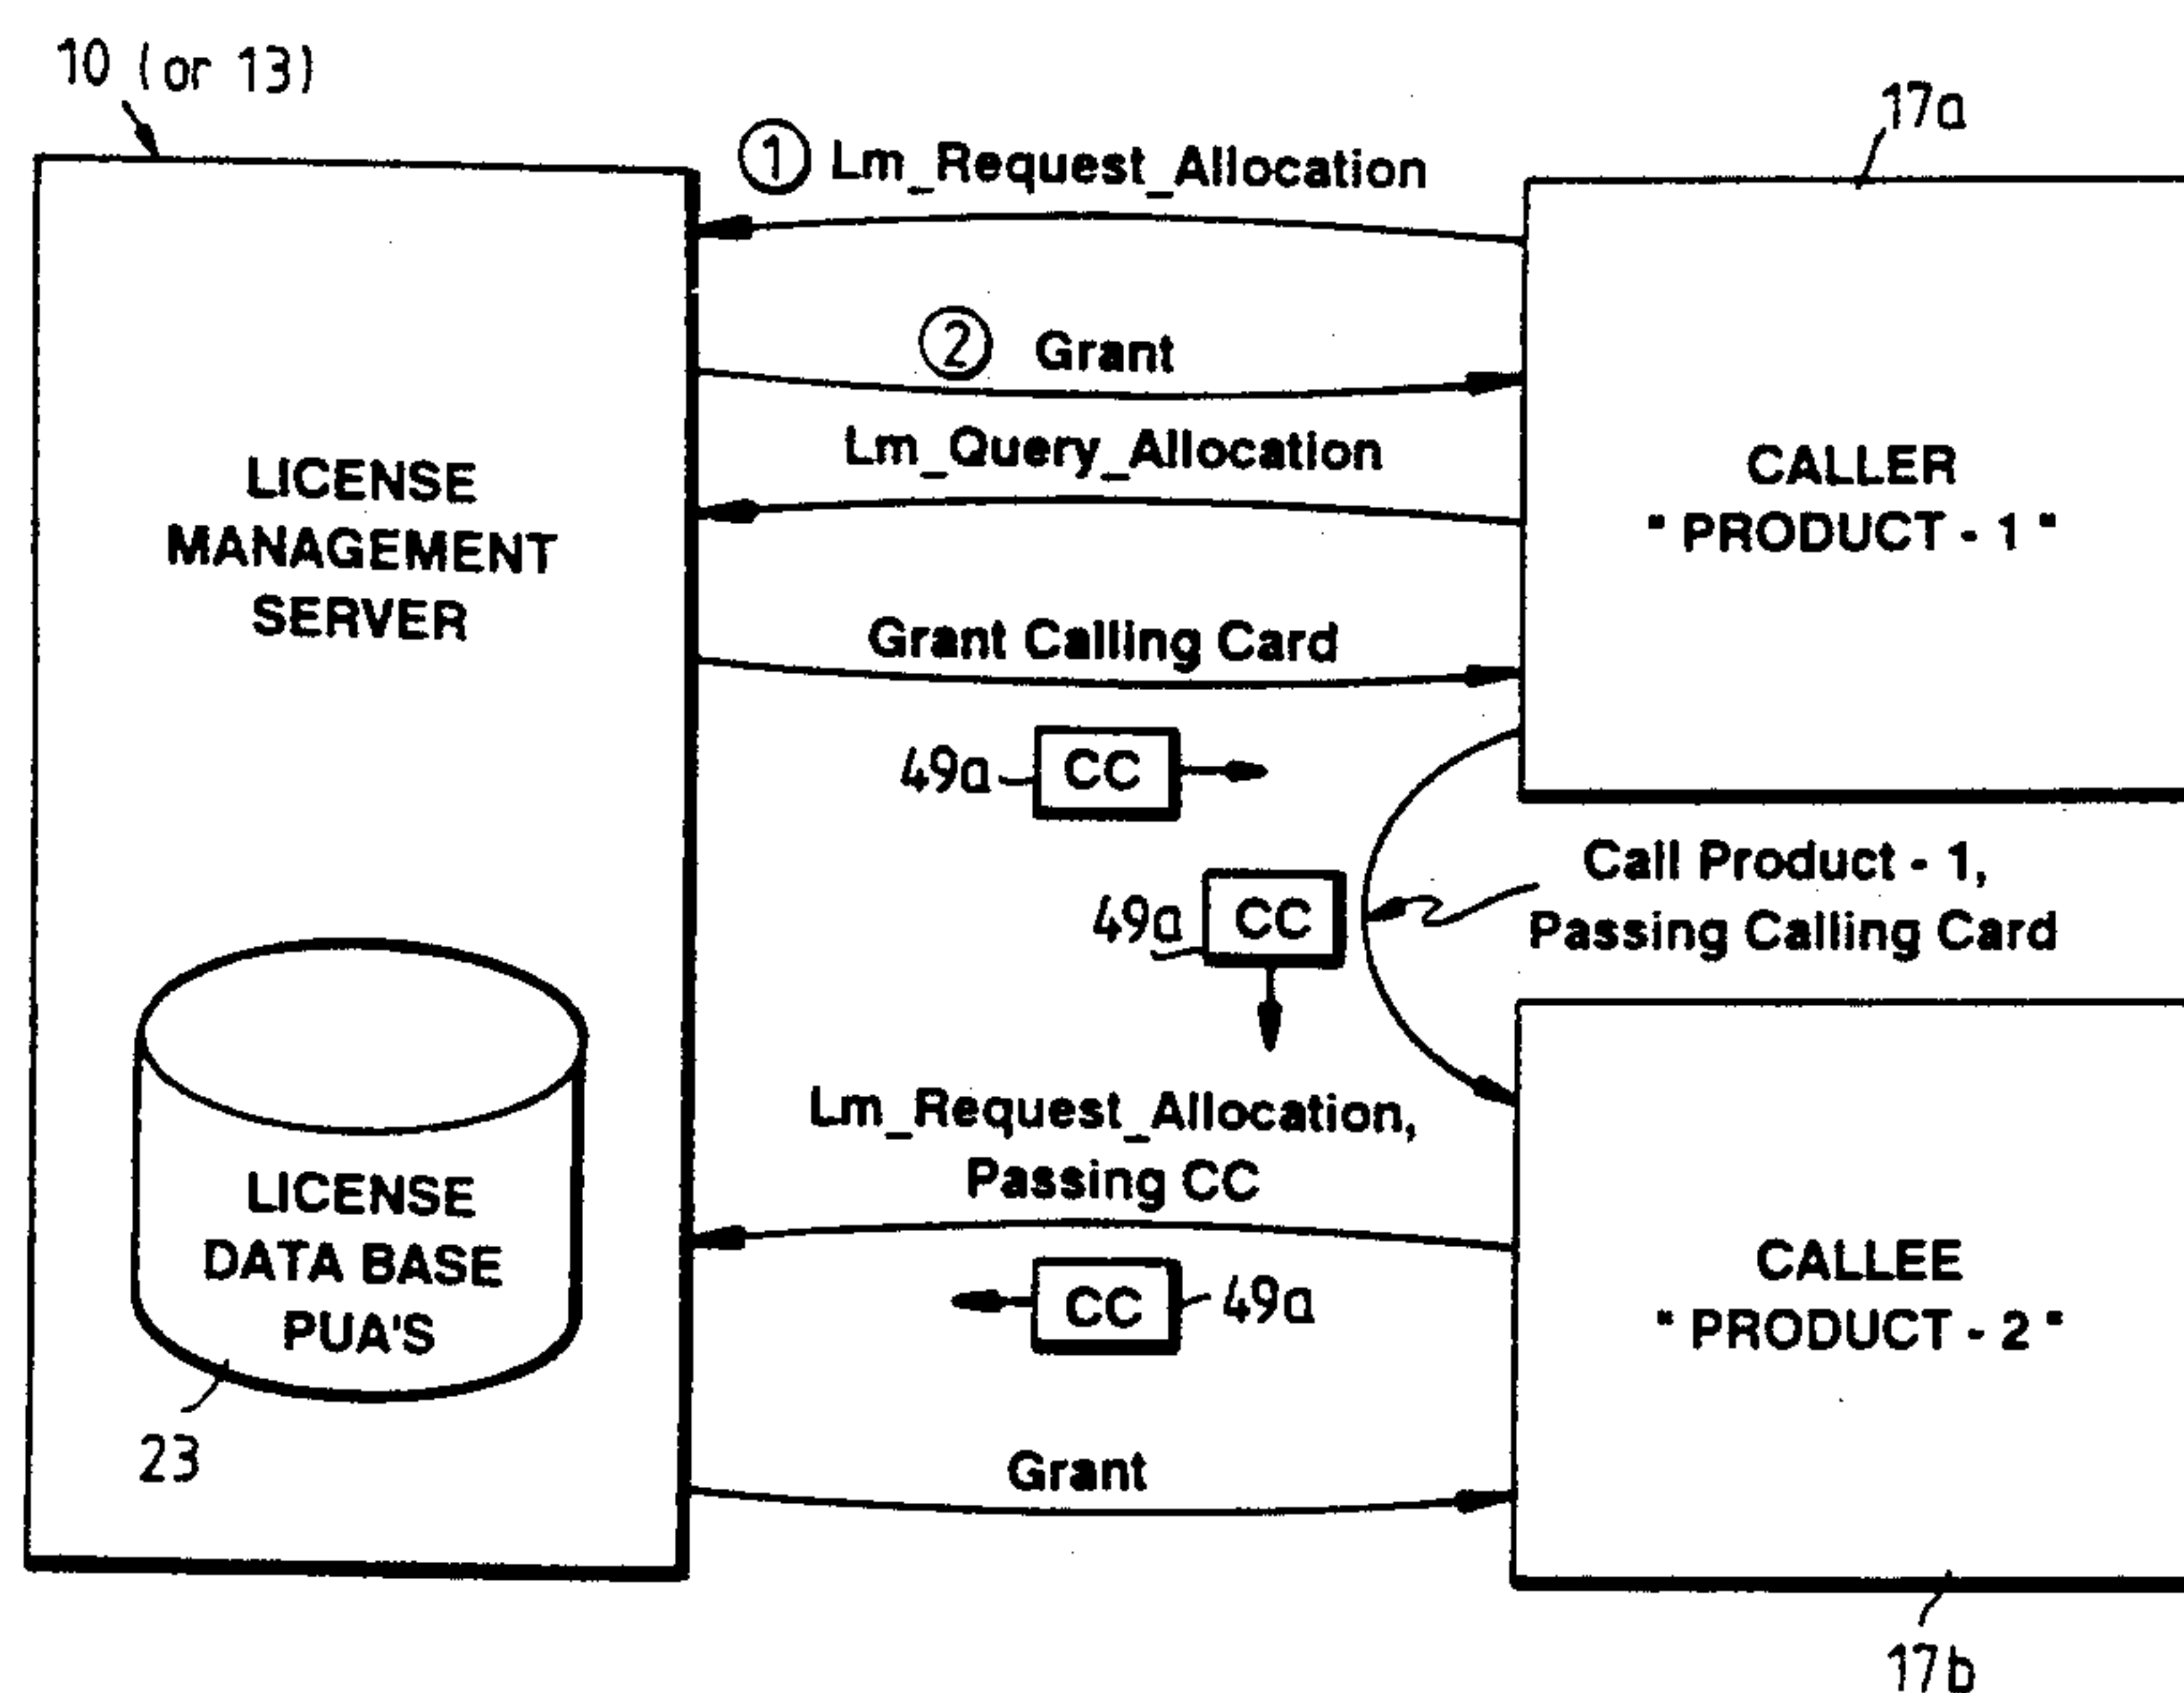 10 (or 13)
17a
① Lm_Request_Allocation
② Grant
Lm_Query_Allocation
Grant Calling Card
LICENSE
MANAGEMENT
SERVER
CALLER
" PRODUCT - 1 "
49a
CC
49a
CC
Call Product - 1,
Passing Calling Card
Lm_Request_Allocation,
Passing CC
CC
49a
LICENSE
DATA BASE
PUA'S
23
CALLEE
" PRODUCT - 2 "
Grant
17b